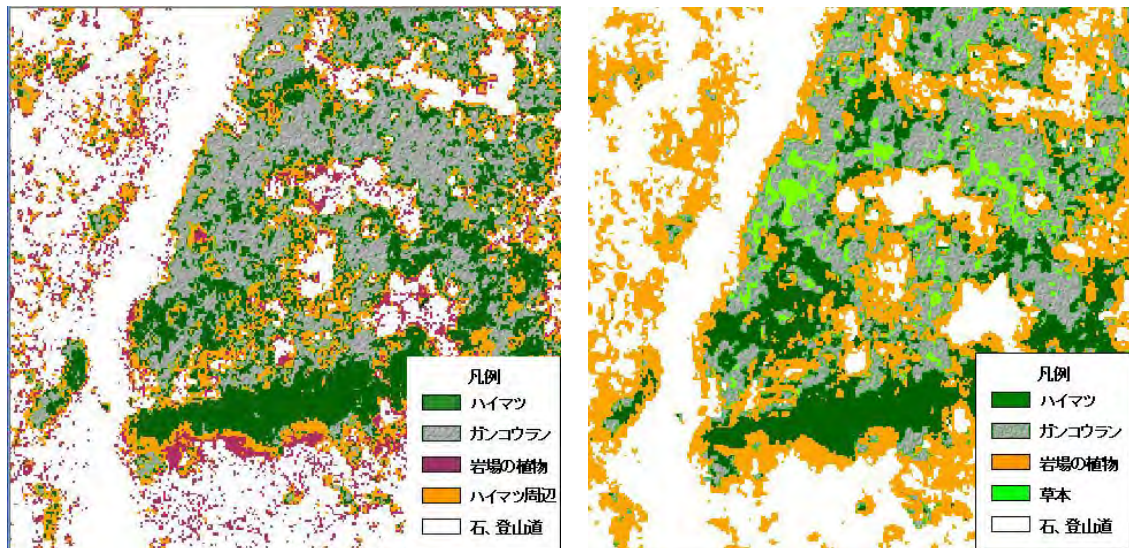 凡例
ハイマツ
ガンコウラン
岩場の植物
ハイマツ周辺
石、登山道
凡例
ハイマツ
ガンコウラン
岩場の植物
草本
石、登山道